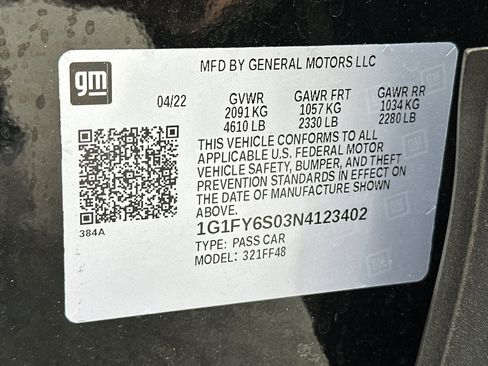 gm
MFD BY GENERAL MOTORS LLC
04/22 GVWR GAWR FRT GAWR RR
2091 KG 1057 KG 1034 KG
4610 LB 2330 LB 2280 LB
THIS VEHICLE CONFORMS TO ALL
APPLICABLE U.S. FEDERAL MOTOR
VEHICLE SAFETY, BUMPER, AND THEFT
PREVENTION STANDARDS IN EFFECT ON
THE DATE OF MANUFACTURE SHOWN
ABOVE.
384A
1G1FY6S03N4123402
TYPE: PASS CAR
MODEL: 321FF48